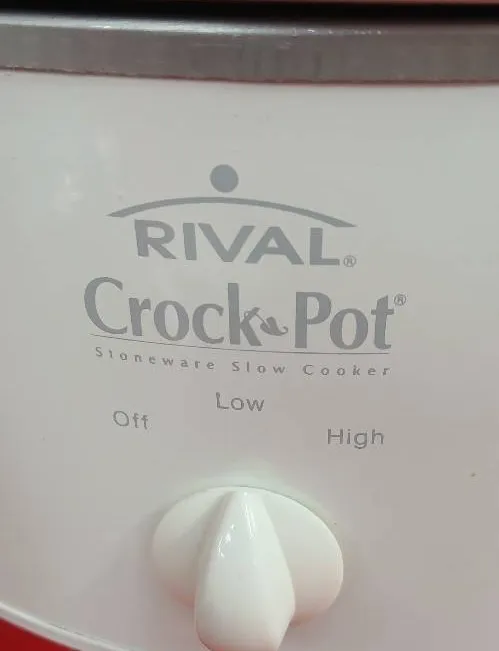 RIVAL®
Crock Pot®
Stoneware Slow Cooker
Low
Off
High